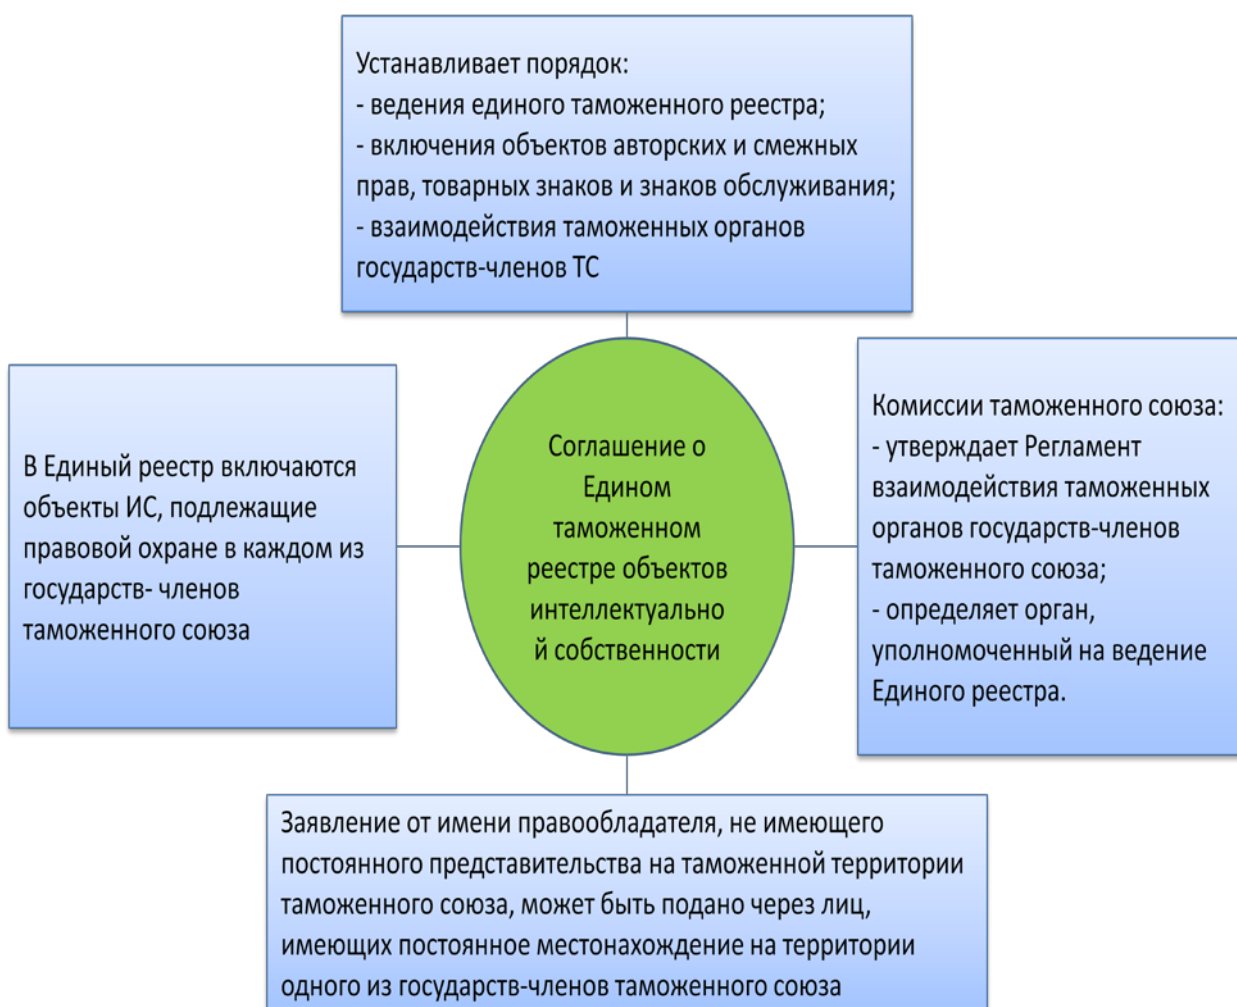 Устанавливает порядок:
- ведения единого таможенного реестра;
- включения объектов авторских и смежных
прав, товарных знаков и знаков обслуживания;
- взаимодействия таможенных органов
государств-членов ТС
В Единый реестр включаются
объекты ИС, подлежащие
правовой охране в каждом из
государств- членов
таможенного союза
Соглашение о
Едином
таможенном
реестре объектов
интеллектуально
й собственности
Комиссии таможенного союза:
- утверждает Регламент
взаимодействия таможенных
органов государств-членов
таможенного союза;
- определяет орган,
уполномоченный на ведение
Единого реестра.
Заявление от имени правообладателя, не имеющего
постоянного представительства на таможенной территории
таможенного союза, может быть подано через лиц,
имеющих постоянное местонахождение на территории
одного из государств-членов таможенного союза